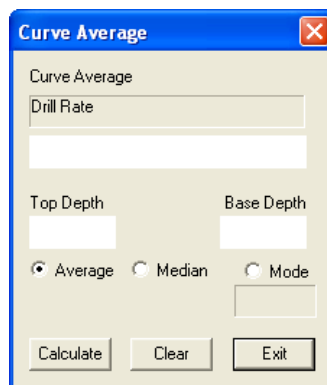 Curve Average
Curve Average
Drill Rate
Top Depth Base Depth
Average Median Mode
Calculate Clear Exit